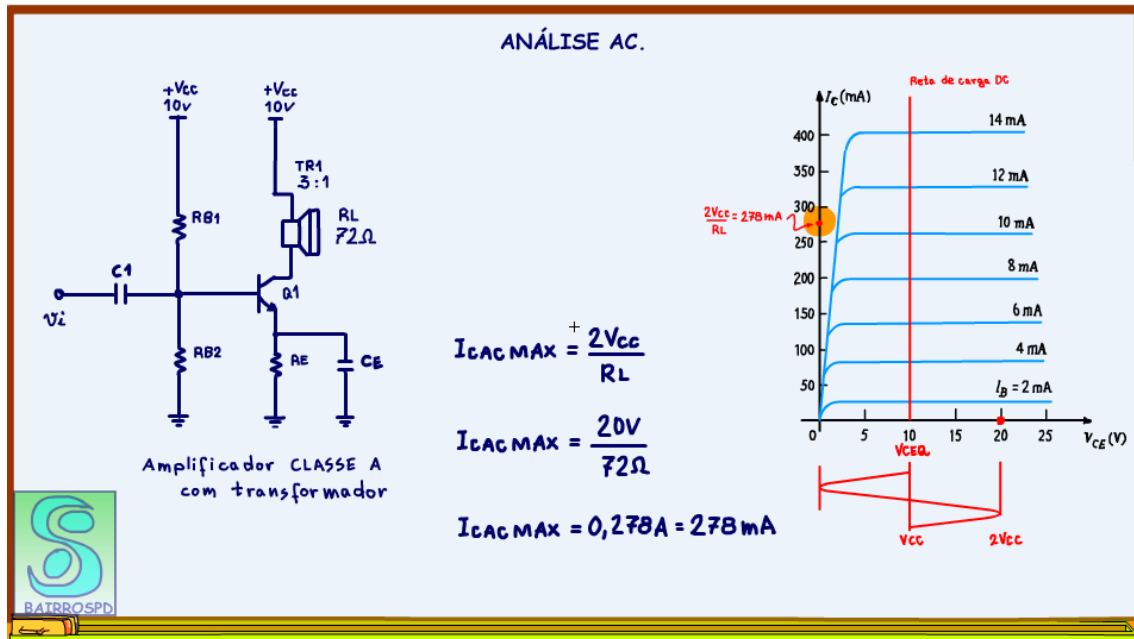 ANÁLISE AC.
+Vcc
10V
+Vcc
10V
TR1
3:1
RB1
RL
72Ω
C1
Q1
Vi
RB2
RE
CE
Amplificador CLASSE A
com transformador
ICAC MAX = 2Vcc
RL
ICAC MAX = 20V
72Ω
ICAC MAX = 0,278A = 278mA
Reta de carga DC
IC (mA)
400
350
300
250
200
150
100
50
2Vcc
RL
= 278mA
14 mA
12 mA
10 mA
8 mA
6 mA
4 mA
IB = 2 mA
0 5 10 15 20 25 VCE (V)
VCEQ
Vcc 2Vcc
BAIRROSPD